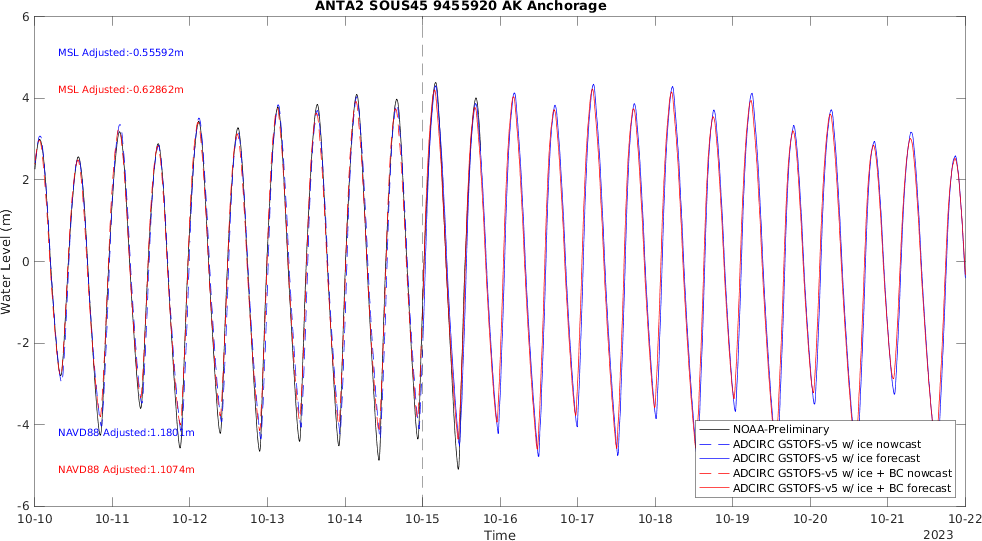 ANTA2 SOUS45 9455920 AK Anchorage
6
4
2
0
-2
-4
-6
Water Level (m)
MSL Adjusted:-0.55592m
MSL Adjusted:-0.62862m
NAVD88 Adjusted:1.1801m
NAVD88 Adjusted:1.1074m
NOAA-Preliminary
ADCIRC GSTOFS-v5 w/ ice nowcast
ADCIRC GSTOFS-v5 w/ ice forecast
ADCIRC GSTOFS-v5 w/ ice + BC nowcast
ADCIRC GSTOFS-v5 w/ ice + BC forecast
10-10 10-11 10-12 10-13 10-14 10-15 10-16 10-17 10-18 10-19 10-20 10-21 10-22
Time
2023